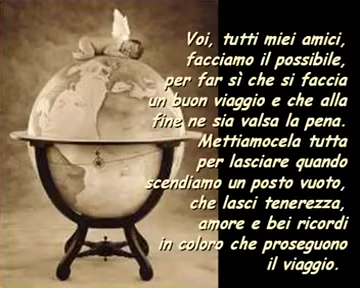 Voi, tutti miei amici,
facciamo il possibile,
per far sì che si faccia
un buon viaggio e che alla
fine ne sia valsa la pena.
Mettiamocela tutta
per lasciare quando
scendiamo un posto vuoto,
che lasci tenerezza,
amore e bei ricordi
in coloro che proseguono
il viaggio.